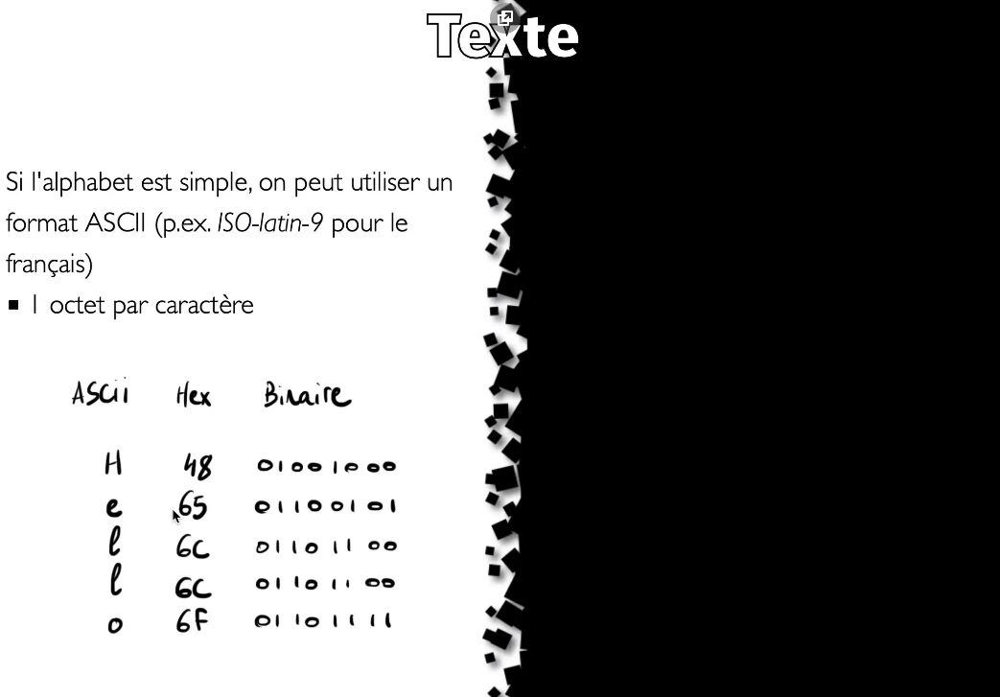 Texte
Si l'alphabet est simple, on peut utiliser un
format ASCII (p.ex. ISO-latin-9 pour le
français)
▪ 1 octet par caractère
ASCii Hex Binaire
H 48 01001000
e 65 01100101
l 6C 01101100
l 6C 01101100
o 6F 01101111